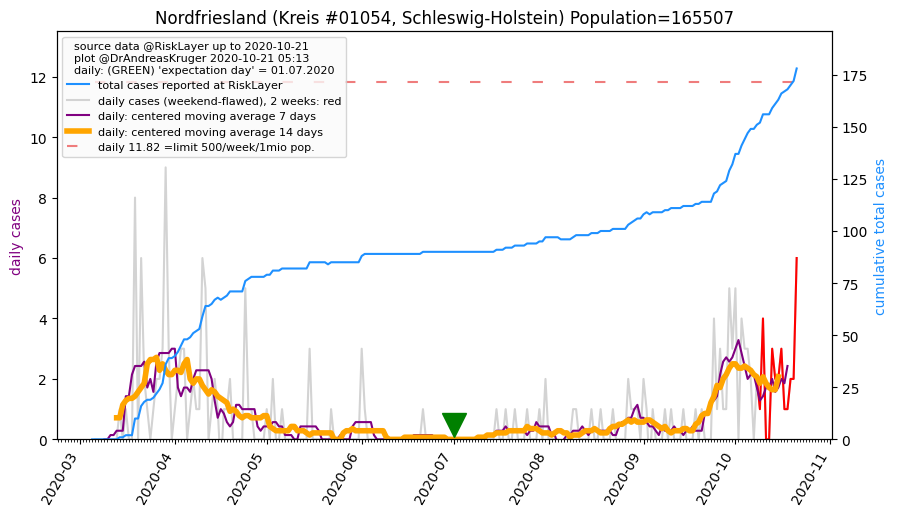 Nordfriesland (Kreis #01054, Schleswig-Holstein) Population=165507
source data @RiskLayer up to 2020-10-21
plot @DrAndreasKruger 2020-10-21 05:13
daily: (GREEN) 'expectation day' = 01.07.2020
total cases reported at RiskLayer
daily cases (weekend-flawed), 2 weeks: red
daily: centered moving average 7 days
daily: centered moving average 14 days
daily 11.82 =limit 500/week/1mio pop.
daily cases
12
10
8
6
4
2
0
175
150
125
100
75
50
25
0
cumulative total cases
2020-03
2020-04
2020-05
2020-06
2020-07
2020-08
2020-09
2020-10
2020-11